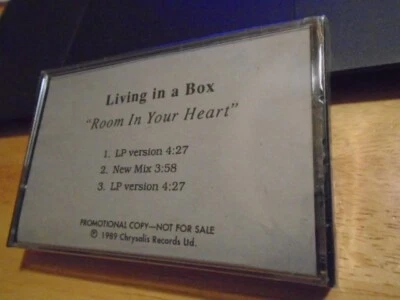 Living in a Box
"Room In Your Heart"
1. LP version 4:27
2. New Mix 3:58
3. LP version 4:27
PROMOTIONAL COPY—NOT FOR SALE
℗ 1989 Chrysalis Records Ltd.